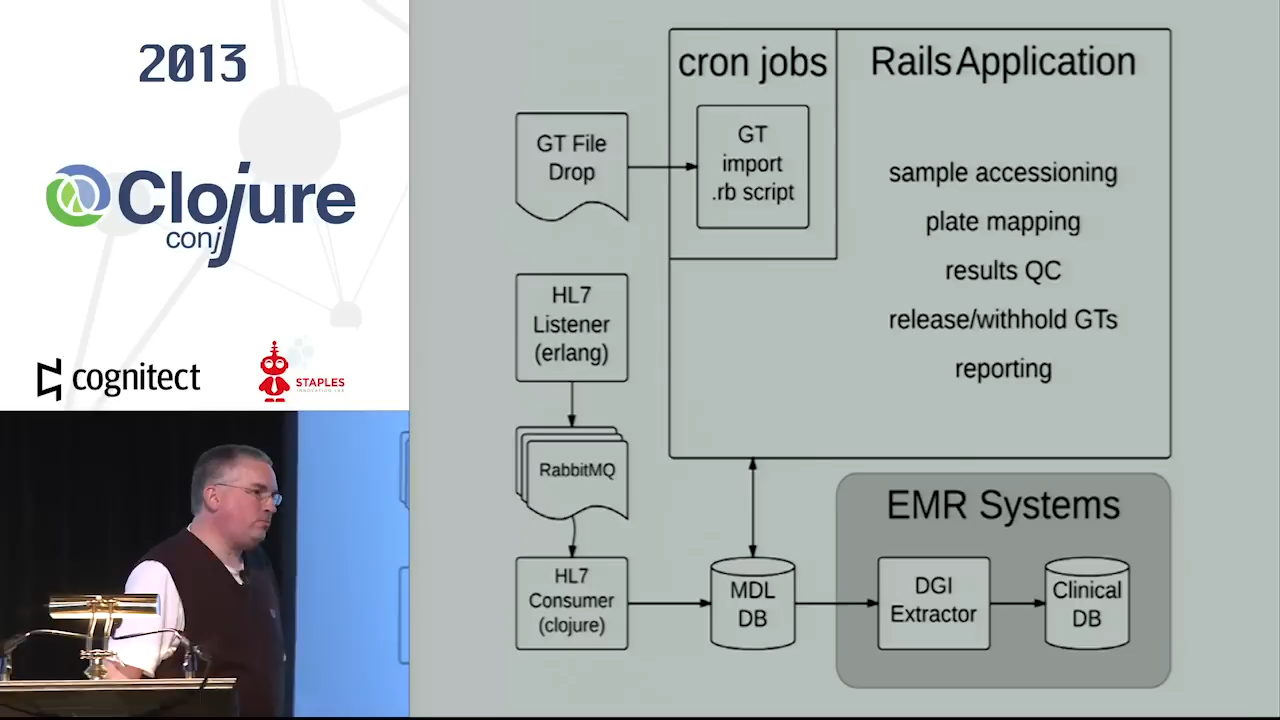 2013
Clojure
conj
cognitect
STAPLES
INNOVATION LAB
cron jobs
Rails Application
GT File
Drop
GT
import
.rb script
sample accessioning
plate mapping
results QC
release/withhold GTs
reporting
HL7
Listener
(erlang)
RabbitMQ
EMR Systems
HL7
Consumer
(clojure)
MDL
DB
DGI
Extractor
Clinical
DB